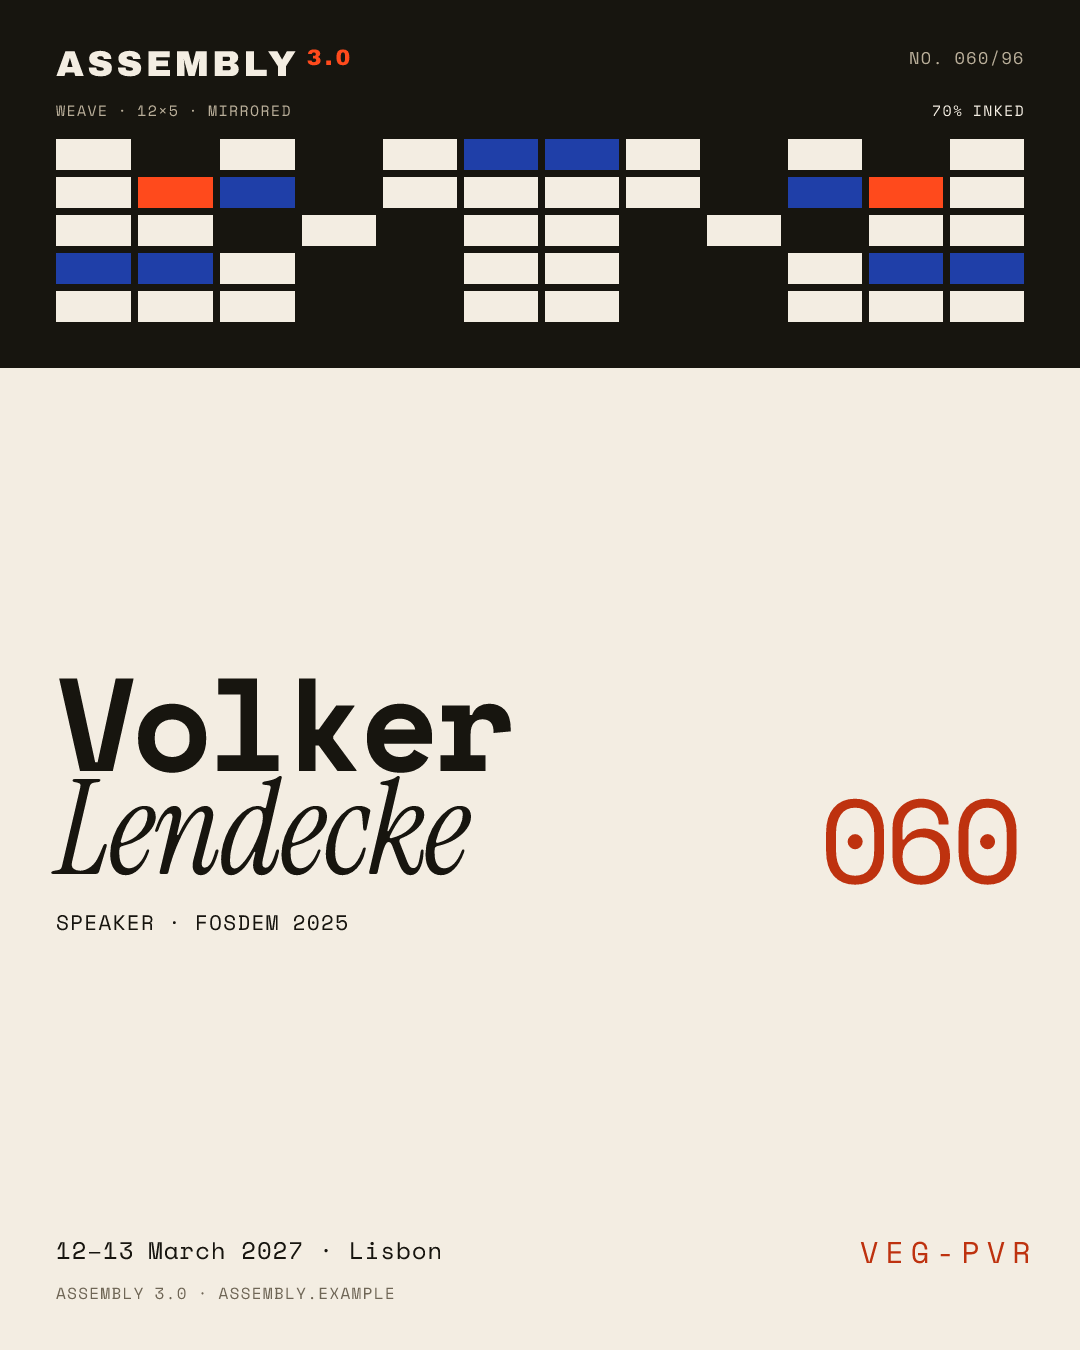 ASSEMBLY 3.0
NO. 060/96
WEAVE · 12×5 · MIRRORED
70% INKED
Volker
Lendecke
060
SPEAKER · FOSDEM 2025
12–13 March 2027 · Lisbon
VEG-PVR
ASSEMBLY 3.0 · ASSEMBLY.EXAMPLE